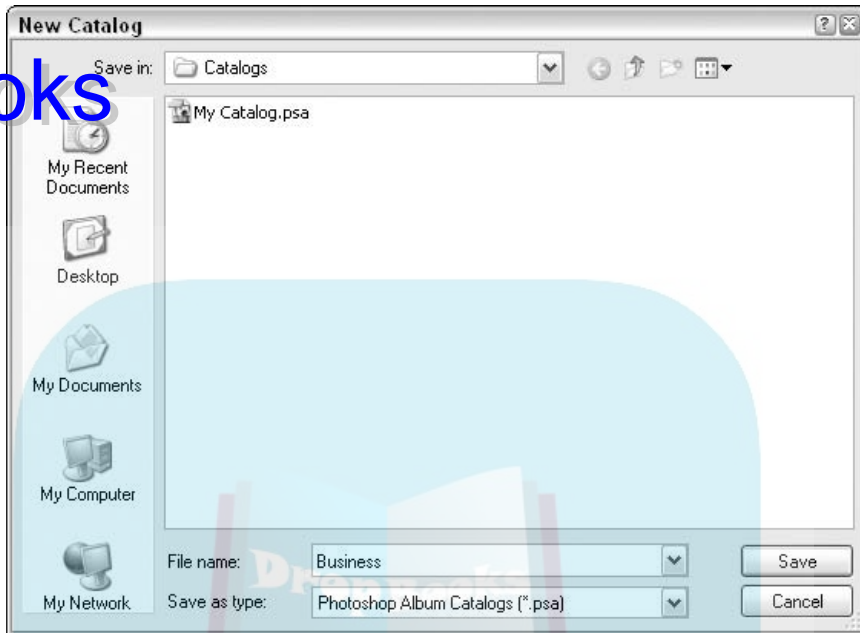 New Catalog
Save in: Catalogs
oks
My Catalog.psa
My Recent
Documents
Desktop
My Documents
My Computer
My Network
File name: Business Save
Save as type: Photoshop Album Catalogs (*.psa) Cancel
DropBooks